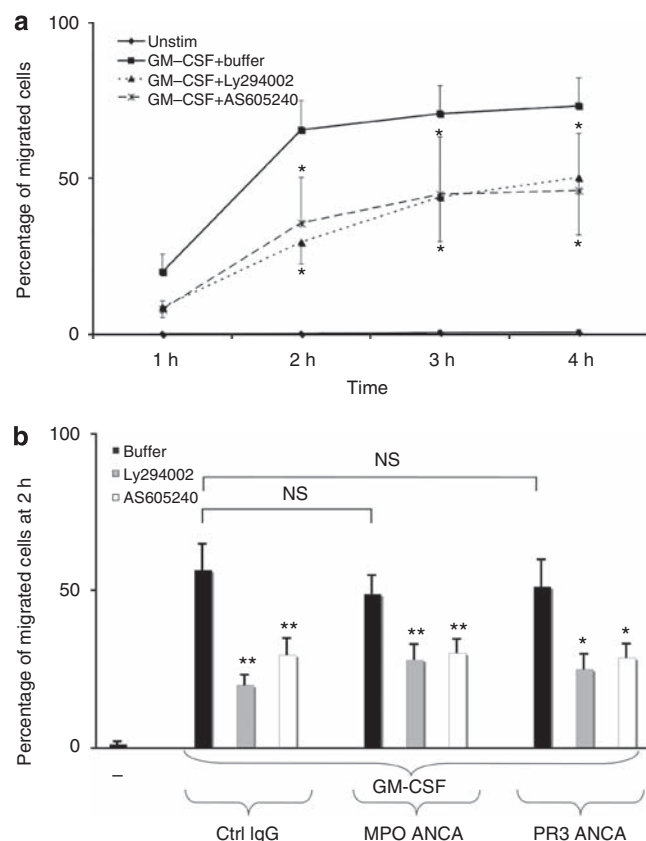 a
100
50
0
Percentage of migrated cells
Unstim
GM–CSF+buffer
GM–CSF+Ly294002
GM–CSF+AS605240
* * *
* * *
1 h 2 h 3 h 4 h
Time
b
100
50
0
Percentage of migrated cells at 2 h
Buffer
Ly294002
AS605240
NS
NS
** ** ** ** * *
–
GM-CSF
Ctrl IgG MPO ANCA PR3 ANCA